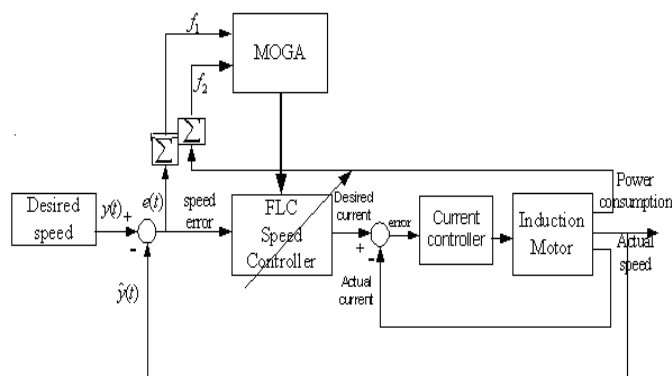 f1
MOGA
f2
Σ
Σ
Power
consumption
Desired
speed
y(t)
+
-
e(t)
speed
error
FLC
Speed
Controller
Desired
current
+
-
error
Current
controller
Induction
Motor
Actual
speed
Actual
current
ŷ(t)